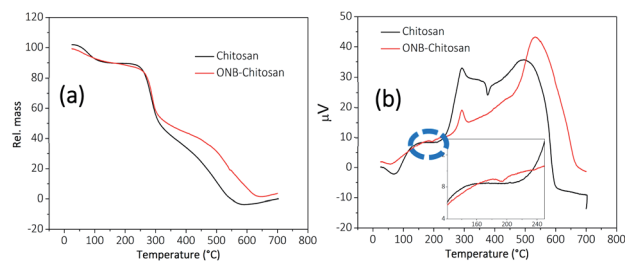 120
100
80
60
40
20
0
-20
0 100 200 300 400 500 600 700 800
Rel. mass
Temperature (°C)
Chitosan
ONB-Chitosan
(a)
50
40
30
20
10
0
-10
-20
0 100 200 300 400 500 600 700 800
μV
Temperature (°C)
Chitosan
ONB-Chitosan
(b)
8
4
160 200 240